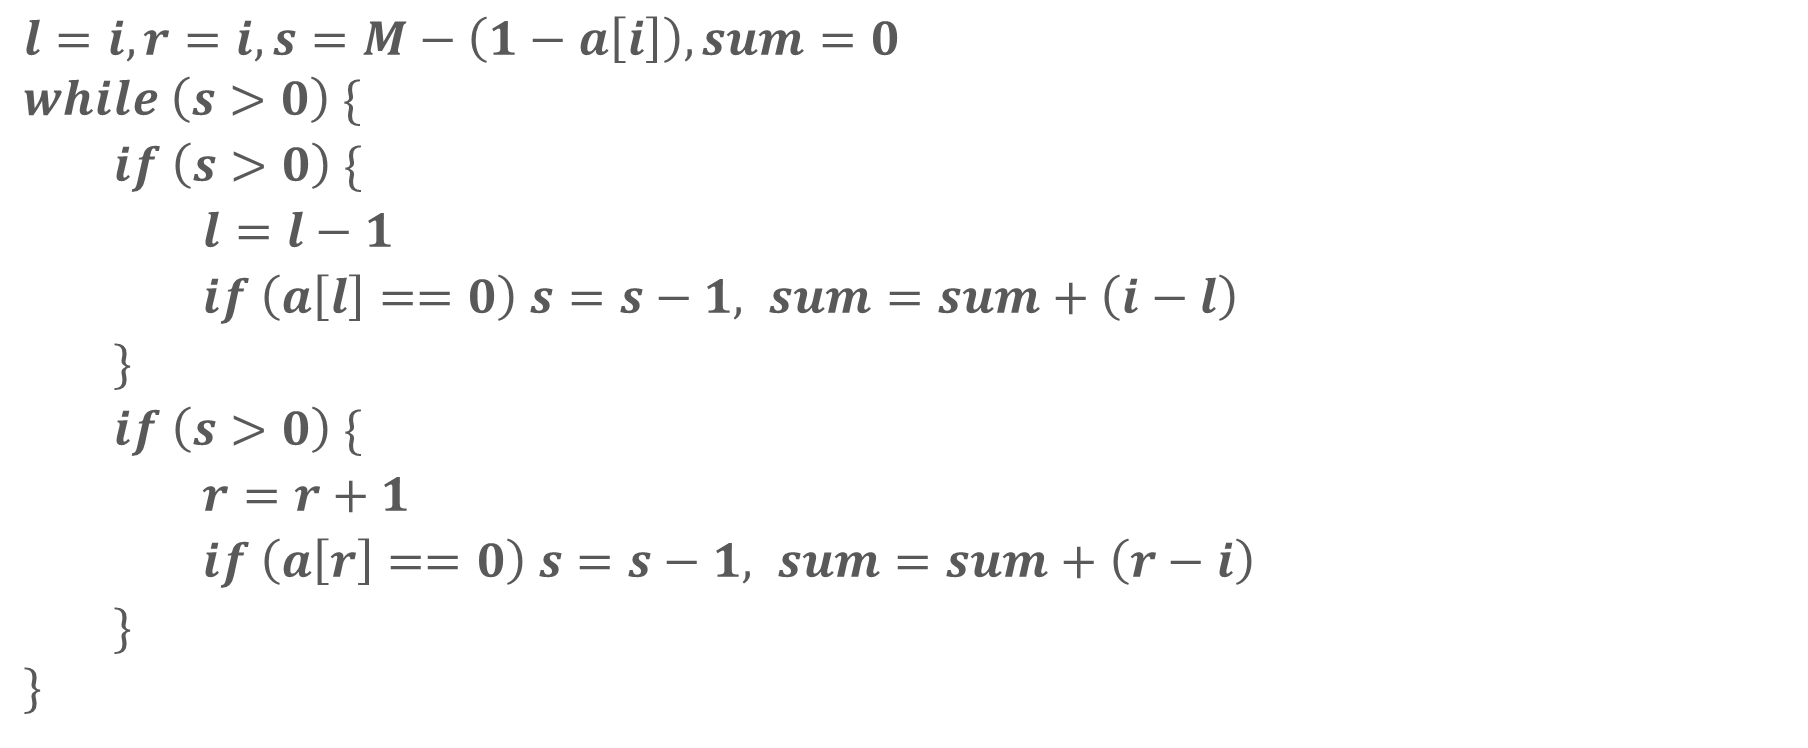 l = i, r = i, s = M − (1 − a[i]), sum = 0
while (s > 0) {
if (s > 0) {
l = l − 1
if (a[l] == 0) s = s − 1, sum = sum + (i − l)
}
if (s > 0) {
r = r + 1
if (a[r] == 0) s = s − 1, sum = sum + (r − i)
}
}